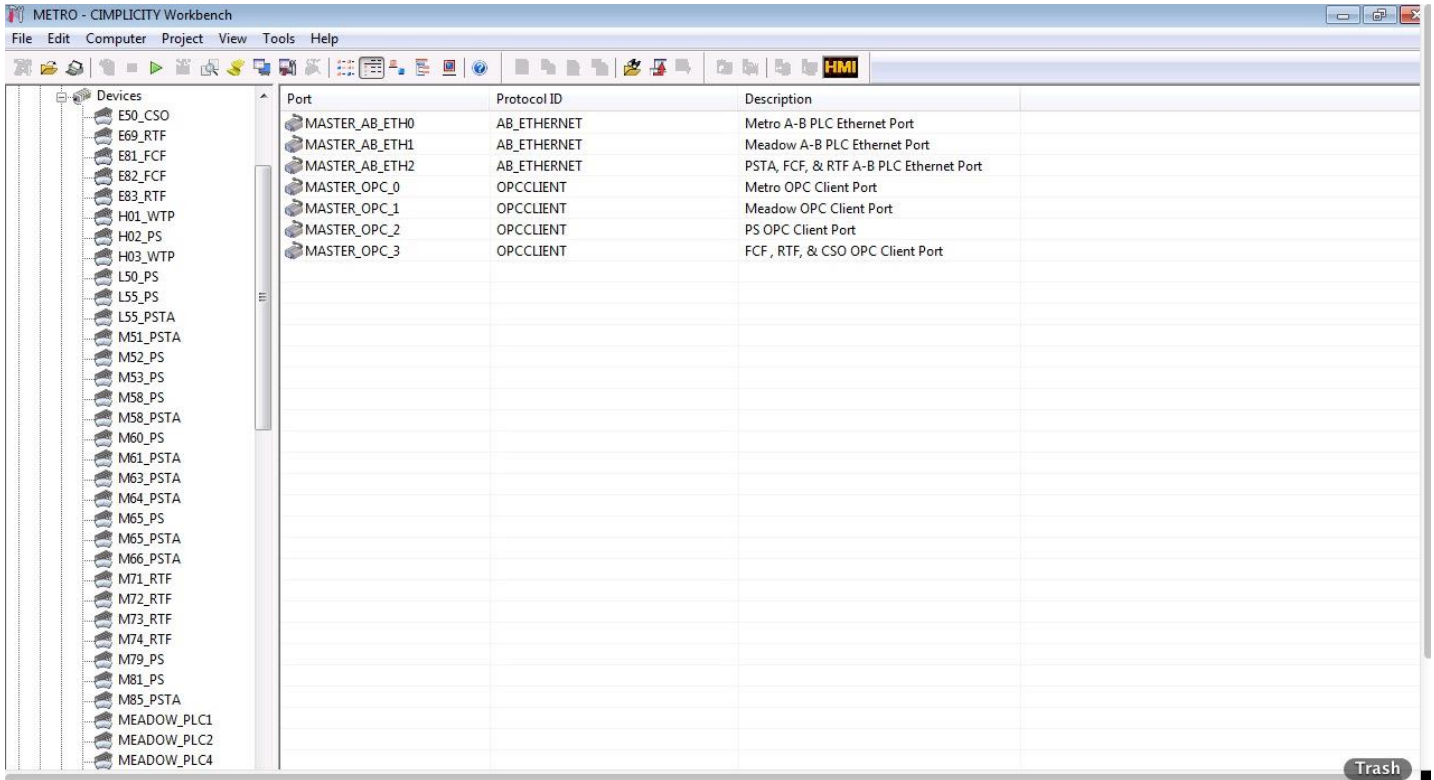 METRO - CIMPLICITY Workbench
File Edit Computer Project View Tools Help
HMI
Devices
E50_CSO
E69_RTF
E81_FCF
E82_FCF
E83_RTF
H01_WTP
H02_PS
H03_WTP
L50_PS
L55_PS
L55_PSTA
M51_PSTA
M52_PS
M53_PS
M58_PS
M58_PSTA
M60_PS
M61_PSTA
M63_PSTA
M64_PSTA
M65_PS
M65_PSTA
M66_PSTA
M71_RTF
M72_RTF
M73_RTF
M74_RTF
M79_PS
M81_PS
M85_PSTA
MEADOW_PLC1
MEADOW_PLC2
MEADOW_PLC4
Port Protocol ID Description
MASTER_AB_ETH0 AB_ETHERNET Metro A-B PLC Ethernet Port
MASTER_AB_ETH1 AB_ETHERNET Meadow A-B PLC Ethernet Port
MASTER_AB_ETH2 AB_ETHERNET PSTA, FCF, & RTF A-B PLC Ethernet Port
MASTER_OPC_0 OPCCLIENT Metro OPC Client Port
MASTER_OPC_1 OPCCLIENT Meadow OPC Client Port
MASTER_OPC_2 OPCCLIENT PS OPC Client Port
MASTER_OPC_3 OPCCLIENT FCF , RTF, & CSO OPC Client Port
Trash